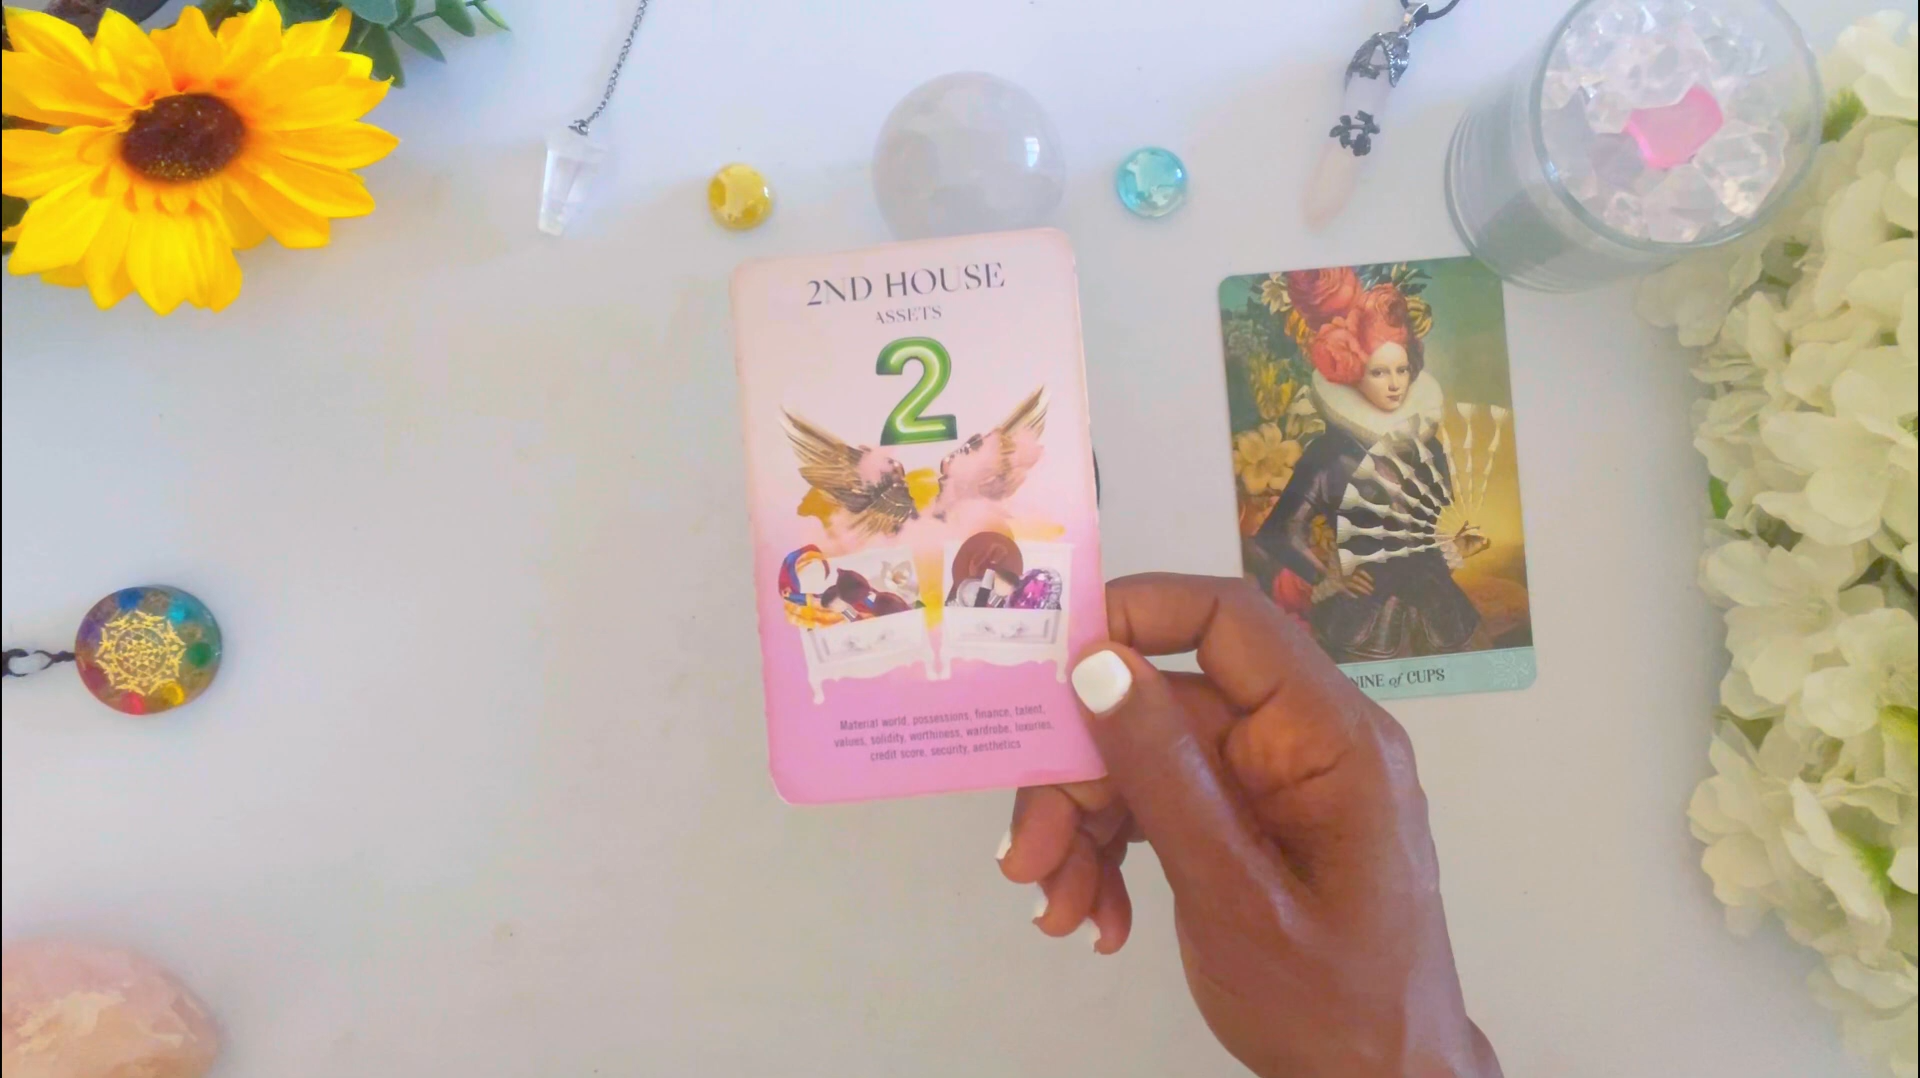 2ND HOUSE
ASSETS
2
Material world, possessions, finance, talent,
values, solidity, worthiness, wardrobe, luxuries,
credit score, security, aesthetics
NINE of CUPS